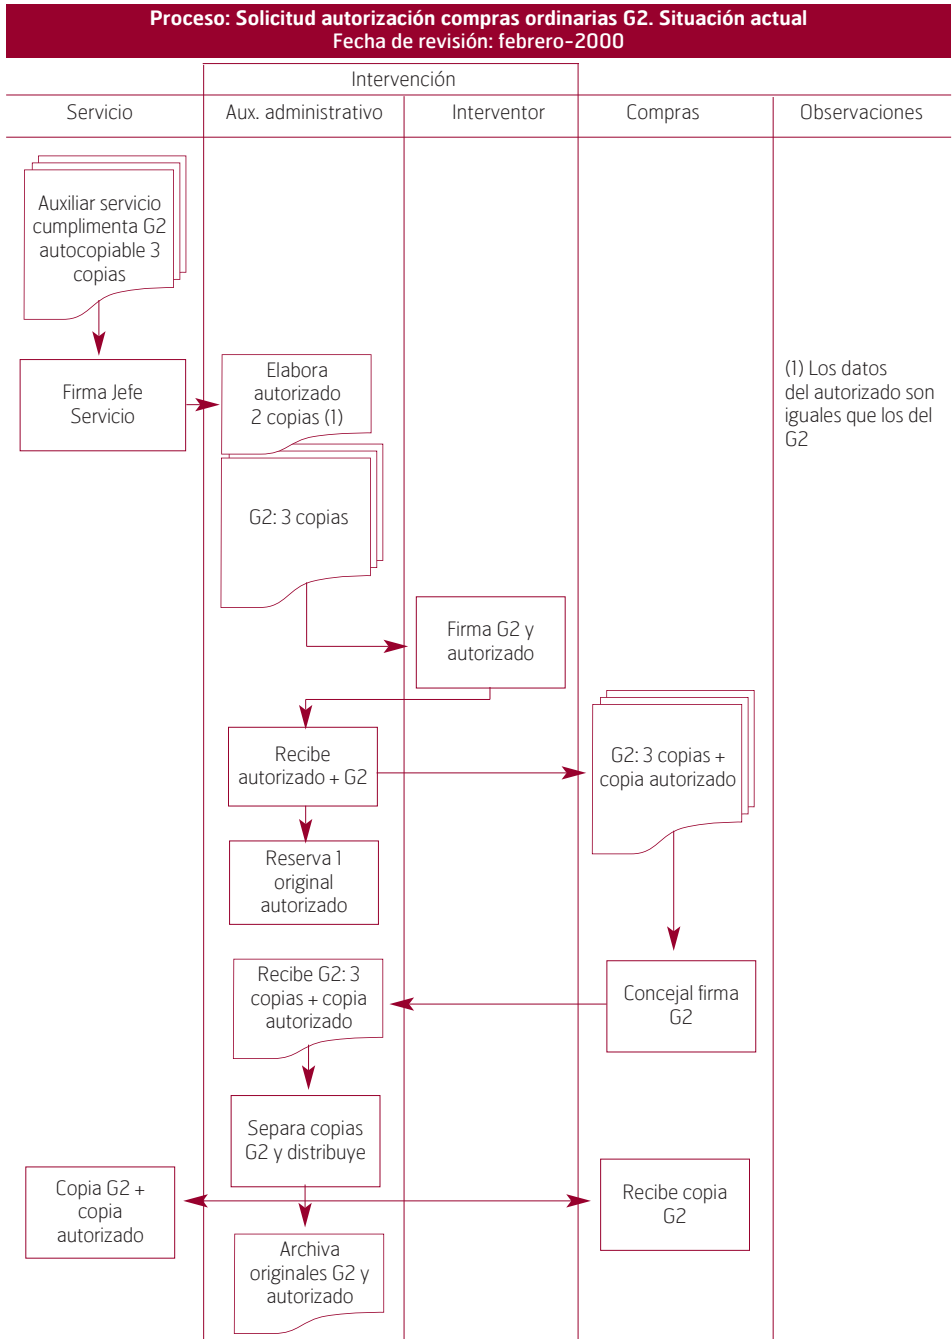 Proceso: Solicitud autorización compras ordinarias G2. Situación actual
Fecha de revisión: febrero-2000
Intervención
Servicio
Aux. administrativo
Interventor
Compras
Observaciones
Auxiliar servicio
cumplimenta G2
autocopiable 3
copias
Firma Jefe
Servicio
Elabora
autorizado
2 copias (1)
(1) Los datos
del autorizado son
iguales que los del
G2
G2: 3 copias
Firma G2 y
autorizado
Recibe
autorizado + G2
G2: 3 copias +
copia autorizado
Reserva 1
original
autorizado
Recibe G2: 3
copias + copia
autorizado
Concejal firma
G2
Separa copias
G2 y distribuye
Copia G2 +
copia
autorizado
Recibe copia
G2
Archiva
originales G2 y
autorizado